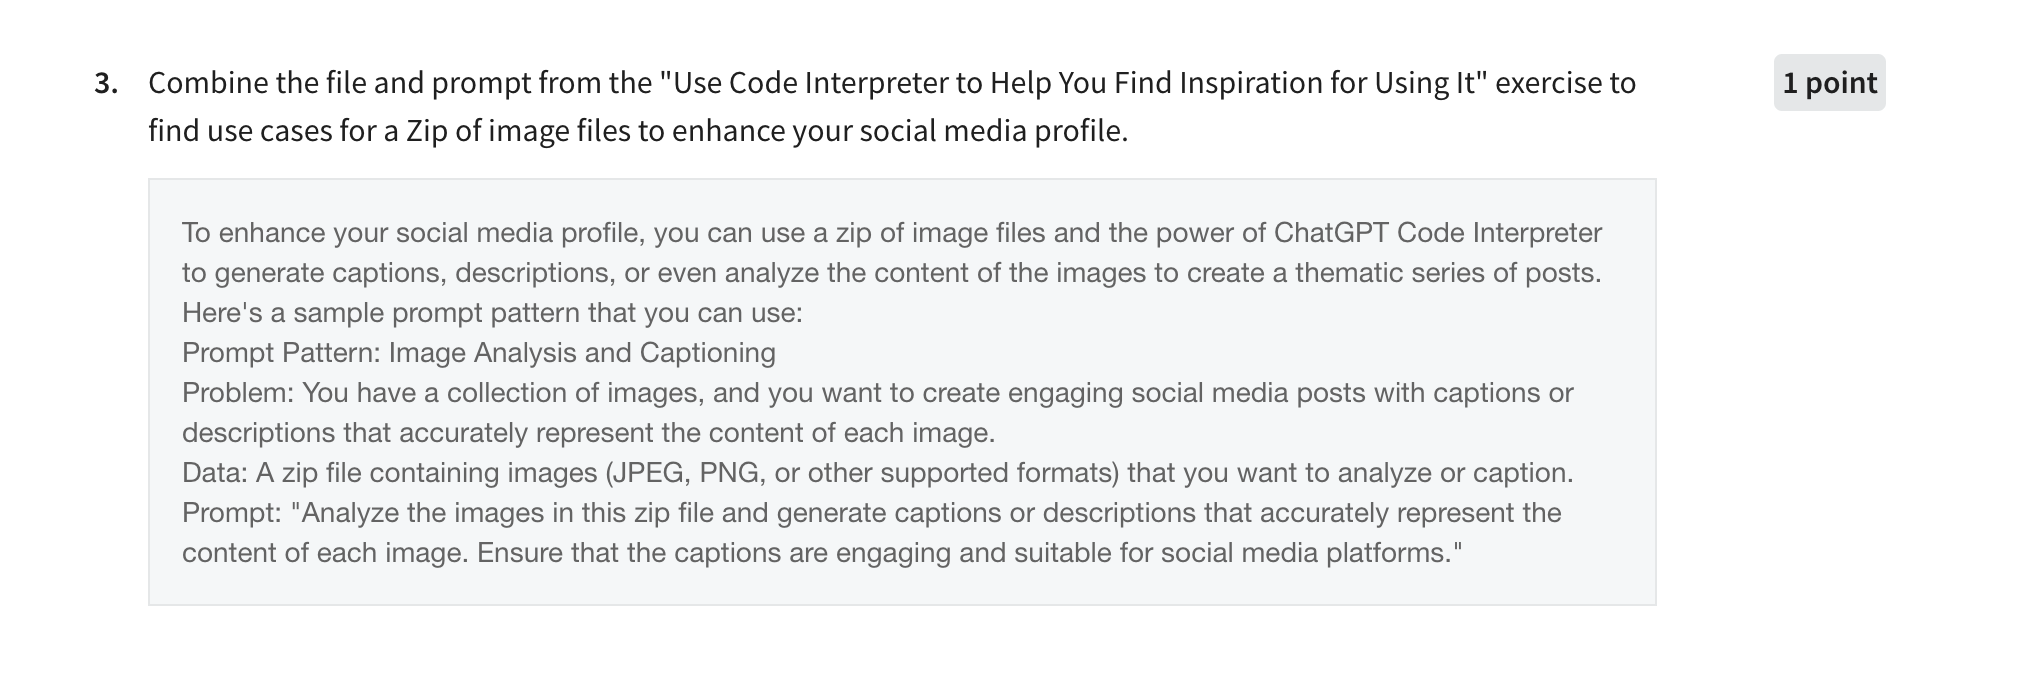 3. Combine the file and prompt from the "Use Code Interpreter to Help You Find Inspiration for Using It" exercise to
1 point
find use cases for a Zip of image files to enhance your social media profile.
To enhance your social media profile, you can use a zip of image files and the power of ChatGPT Code Interpreter
to generate captions, descriptions, or even analyze the content of the images to create a thematic series of posts.
Here's a sample prompt pattern that you can use:
Prompt Pattern: Image Analysis and Captioning
Problem: You have a collection of images, and you want to create engaging social media posts with captions or
descriptions that accurately represent the content of each image.
Data: A zip file containing images (JPEG, PNG, or other supported formats) that you want to analyze or caption.
Prompt: "Analyze the images in this zip file and generate captions or descriptions that accurately represent the
content of each image. Ensure that the captions are engaging and suitable for social media platforms."